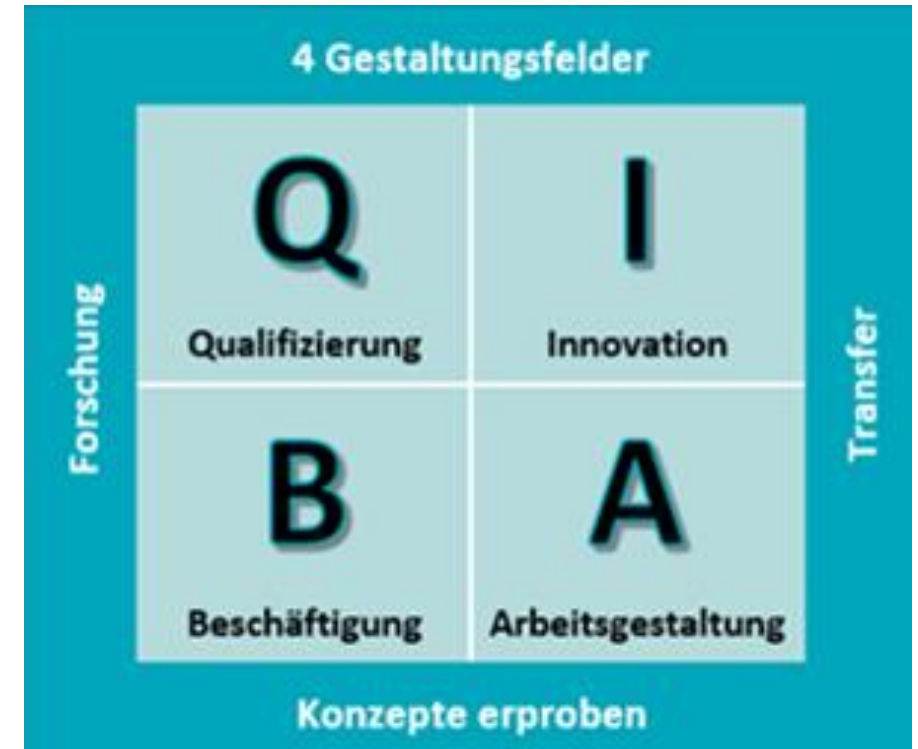 4 Gestaltungsfelder
Forschung
Q
Qualifizierung
I
Innovation
B
Beschäftigung
A
Arbeitsgestaltung
Transfer
Konzepte erproben